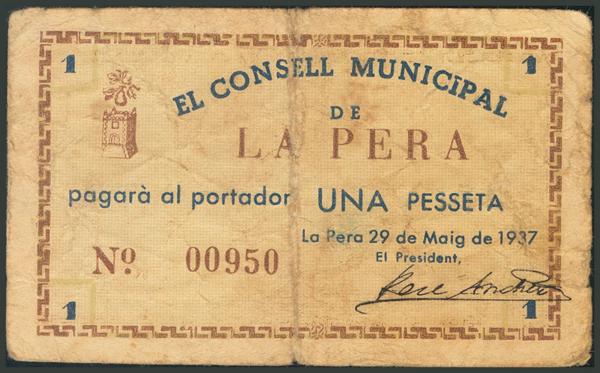 1 1
EL CONSELL MUNICIPAL
DE
LA PERA
pagarà al portador UNA PESSETA
La Pera 29 de Maig de 1937
Nº. 00950
El President,
1 1